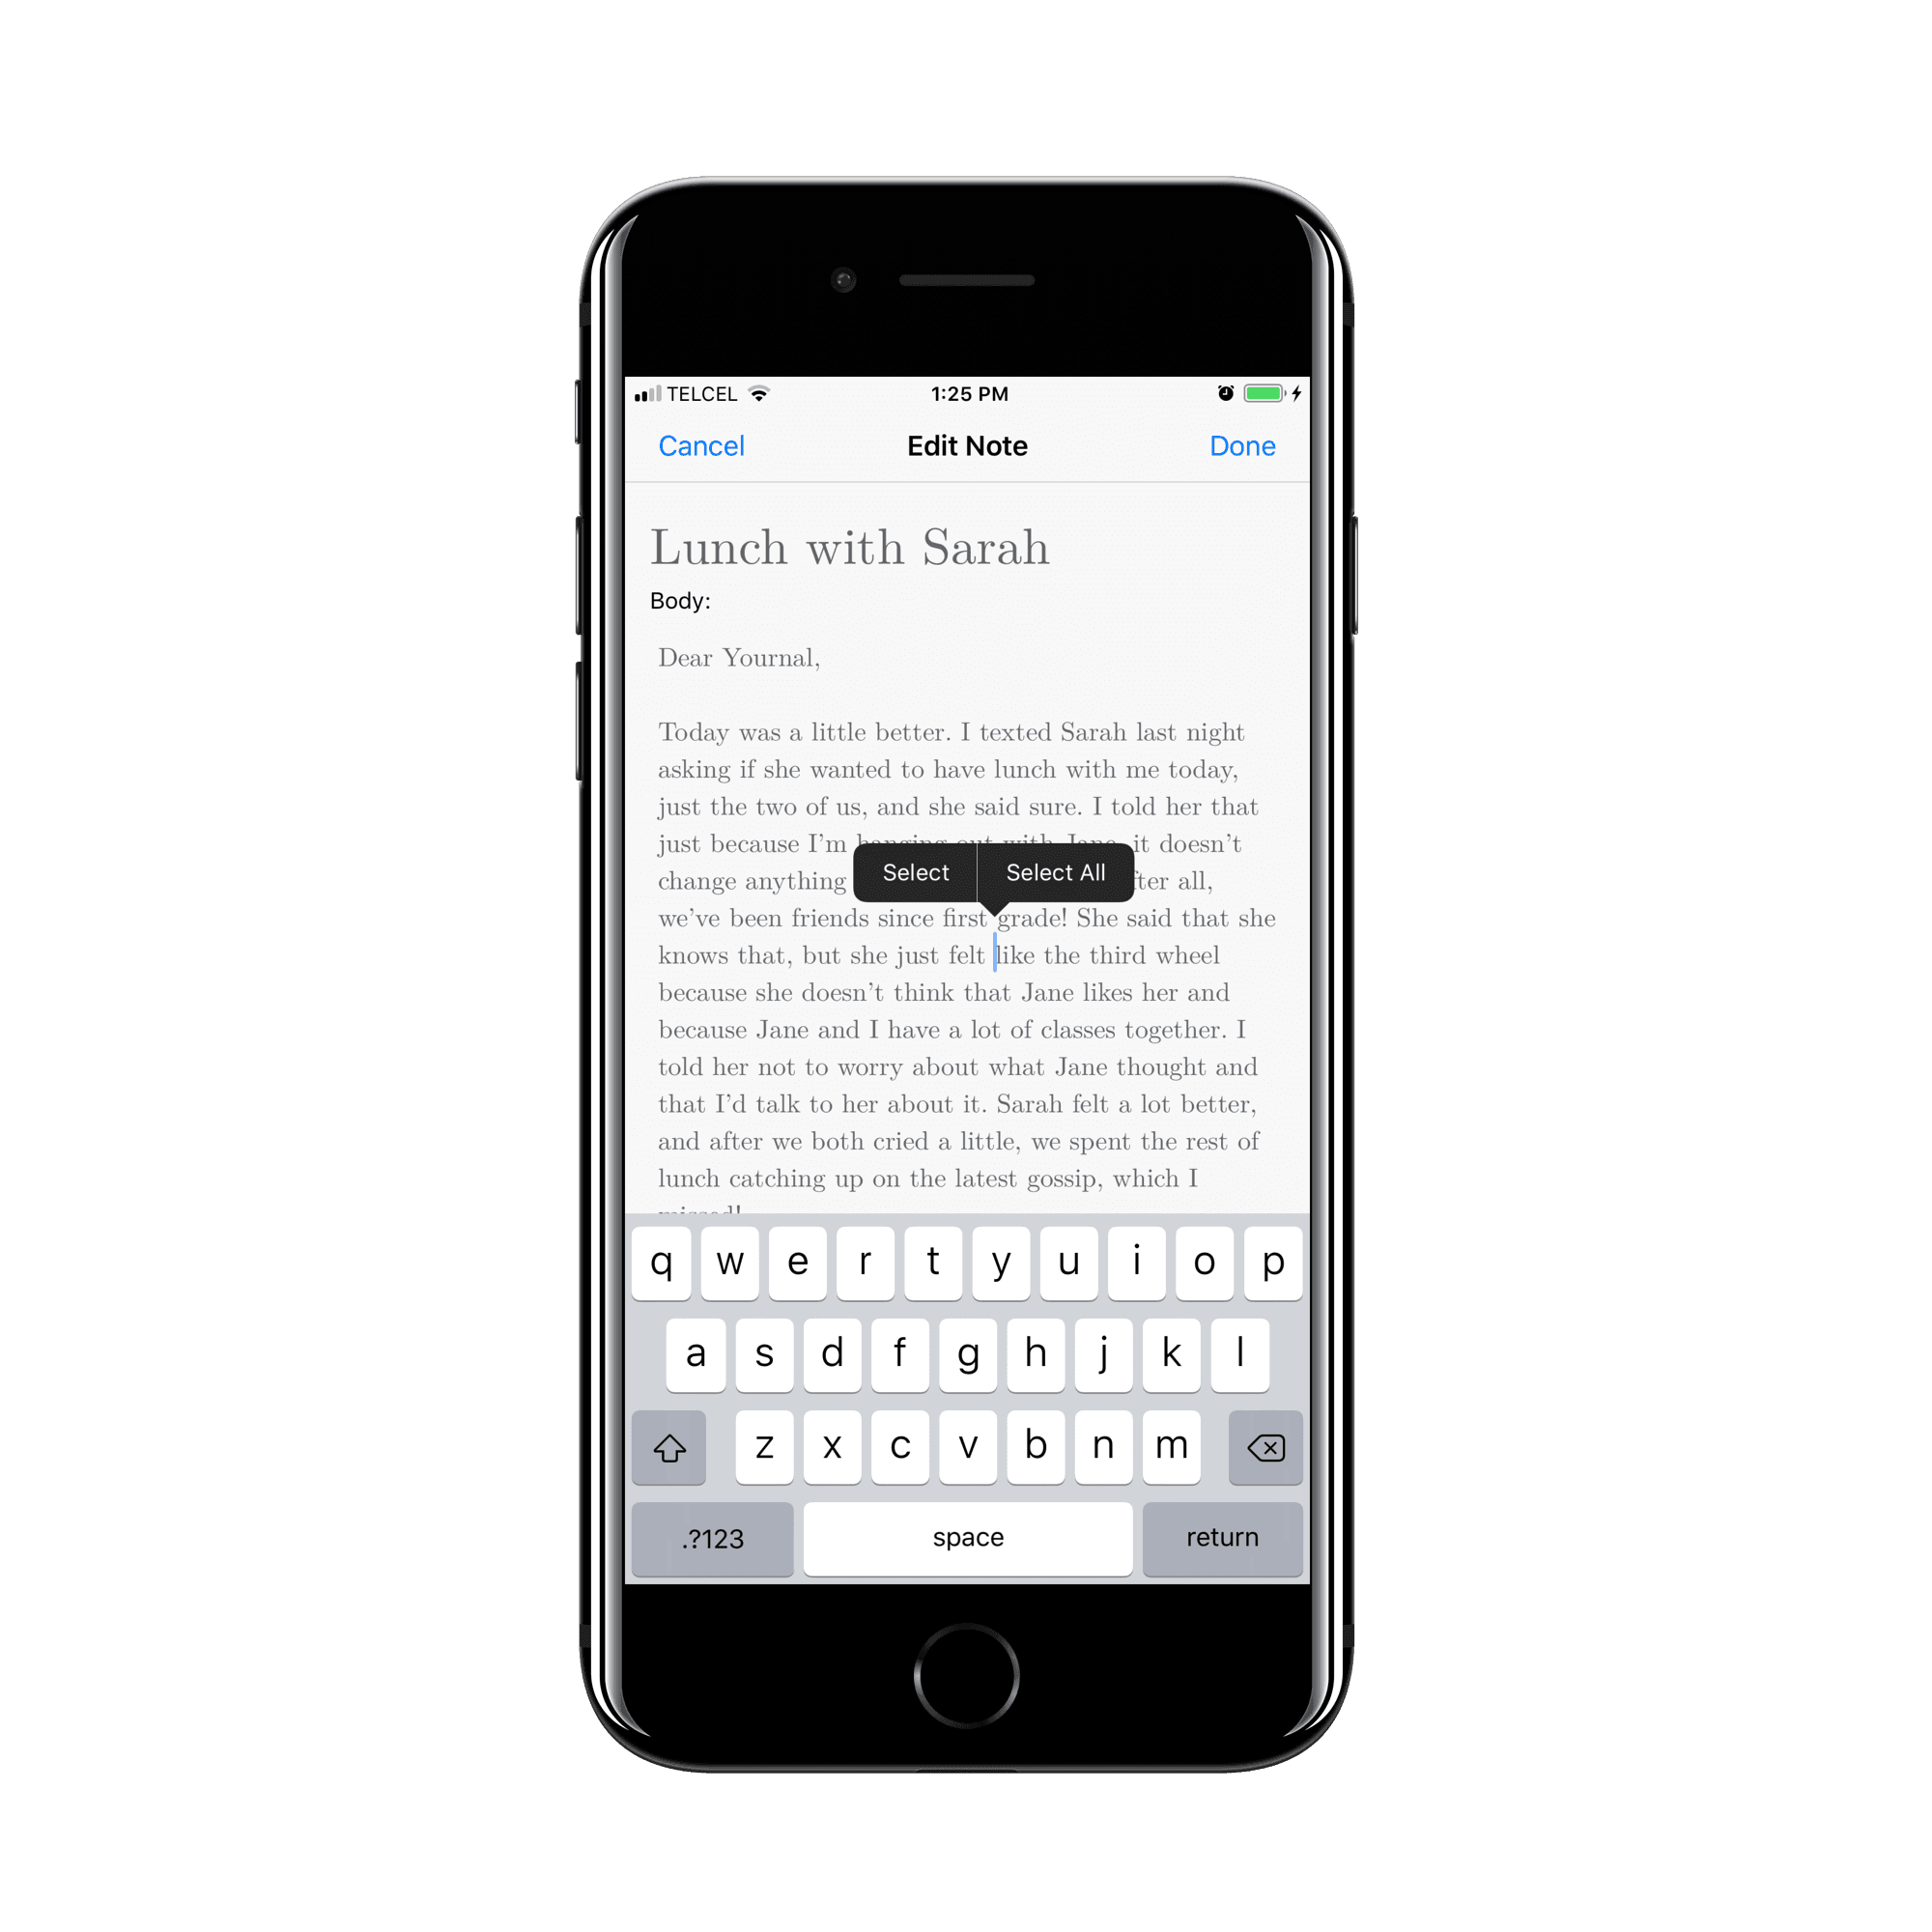 TELCEL 1:25 PM
Cancel Edit Note Done
Lunch with Sarah
Body:
Dear Yournal,
Today was a little better. I texted Sarah last night
asking if she wanted to have lunch with me today,
just the two of us, and she said sure. I told her that
just because I'm hanging out with Jane, it doesn't
Select Select All
change anything all,
we've been friends since first grade! She said that she
knows that, but she just felt like the third wheel
because she doesn't think that Jane likes her and
because Jane and I have a lot of classes together. I
told her not to worry about what Jane thought and
that I'd talk to her about it. Sarah felt a lot better,
and after we both cried a little, we spent the rest of
lunch catching up on the latest gossip, which I
missed!
q w e r t y u i o p
a s d f g h j k l
z x c v b n m
.?123 space return